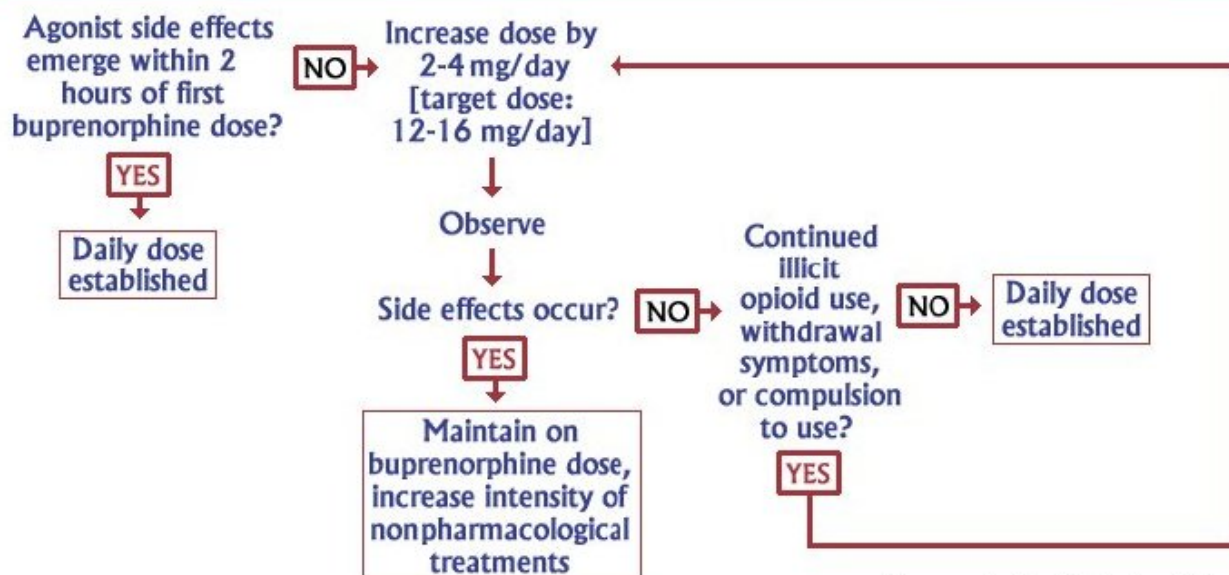 Agonist side effects
emerge within 2
hours of first
buprenorphine dose?
NO
Increase dose by
2-4 mg/day
[target dose:
12-16 mg/day]
YES
Daily dose
established
Observe
Side effects occur?
NO
Continued
illicit
opioid use,
withdrawal
symptoms,
or compulsion
to use?
NO
Daily dose
established
YES
Maintain on
buprenorphine dose,
increase intensity of
nonpharmacological
treatments
YES